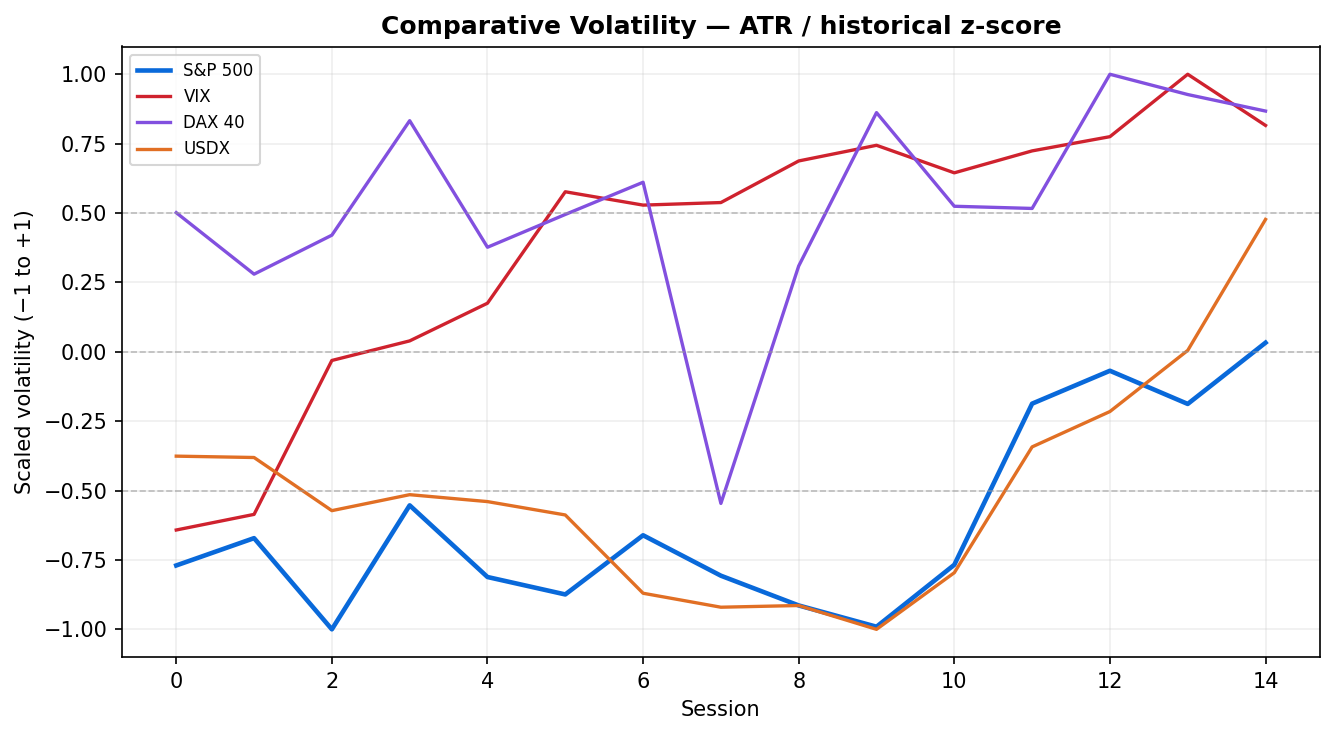 Comparative Volatility — ATR / historical z-score
S&P 500
VIX
DAX 40
USDX
Scaled volatility (−1 to +1)
1.00
0.75
0.50
0.25
0.00
−0.25
−0.50
−0.75
−1.00
0 2 4 6 8 10 12 14
Session